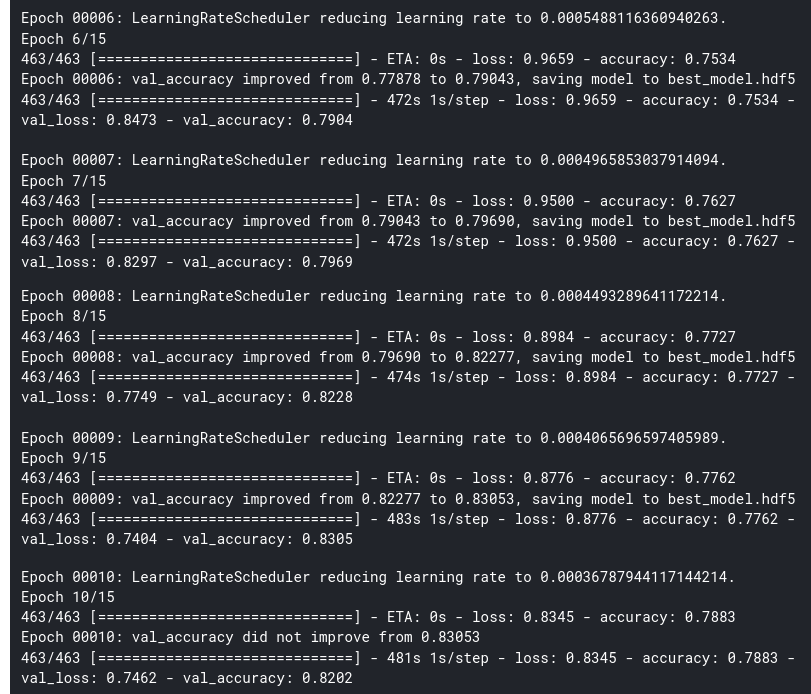 Epoch 00006: LearningRateScheduler reducing learning rate to 0.0005488116360940263.
Epoch 6/15
463/463 [==============================] - ETA: 0s - loss: 0.9659 - accuracy: 0.7534
Epoch 00006: val_accuracy improved from 0.77878 to 0.79043, saving model to best_model.hdf5
463/463 [==============================] - 472s 1s/step - loss: 0.9659 - accuracy: 0.7534 -
val_loss: 0.8473 - val_accuracy: 0.7904
Epoch 00007: LearningRateScheduler reducing learning rate to 0.0004965853037914094.
Epoch 7/15
463/463 [==============================] - ETA: 0s - loss: 0.9500 - accuracy: 0.7627
Epoch 00007: val_accuracy improved from 0.79043 to 0.79690, saving model to best_model.hdf5
463/463 [==============================] - 472s 1s/step - loss: 0.9500 - accuracy: 0.7627 -
val_loss: 0.8297 - val_accuracy: 0.7969
Epoch 00008: LearningRateScheduler reducing learning rate to 0.0004493289641172214.
Epoch 8/15
463/463 [==============================] - ETA: 0s - loss: 0.8984 - accuracy: 0.7727
Epoch 00008: val_accuracy improved from 0.79690 to 0.82277, saving model to best_model.hdf5
463/463 [==============================] - 474s 1s/step - loss: 0.8984 - accuracy: 0.7727 -
val_loss: 0.7749 - val_accuracy: 0.8228
Epoch 00009: LearningRateScheduler reducing learning rate to 0.0004065696597405989.
Epoch 9/15
463/463 [==============================] - ETA: 0s - loss: 0.8776 - accuracy: 0.7762
Epoch 00009: val_accuracy improved from 0.82277 to 0.83053, saving model to best_model.hdf5
463/463 [==============================] - 483s 1s/step - loss: 0.8776 - accuracy: 0.7762 -
val_loss: 0.7404 - val_accuracy: 0.8305
Epoch 00010: LearningRateScheduler reducing learning rate to 0.00036787944117144214.
Epoch 10/15
463/463 [==============================] - ETA: 0s - loss: 0.8345 - accuracy: 0.7883
Epoch 00010: val_accuracy did not improve from 0.83053
463/463 [==============================] - 481s 1s/step - loss: 0.8345 - accuracy: 0.7883 -
val_loss: 0.7462 - val_accuracy: 0.8202